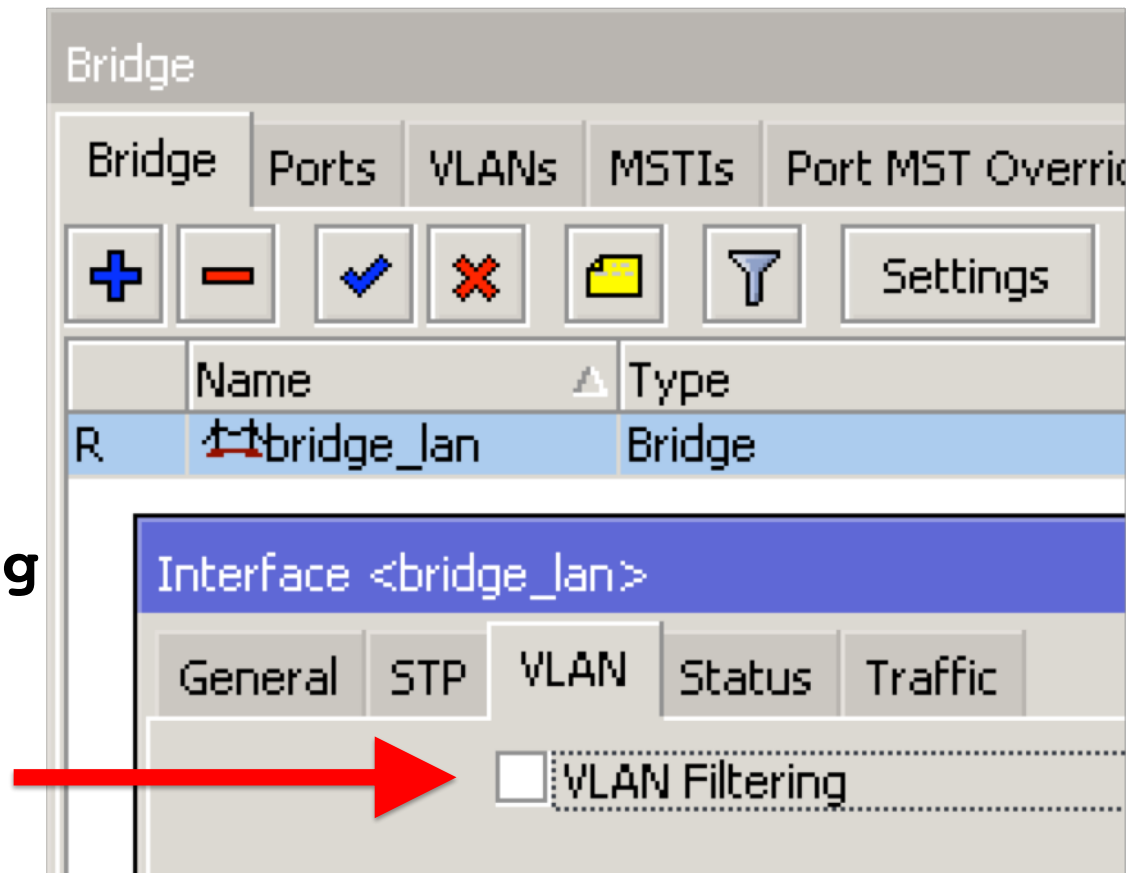 Bridge
Bridge Ports VLANs MSTIs Port MST
Settings
Name Type
R bridge_lan Bridge
g
Interface <bridge_lan>
General STP VLAN Status Traffic
VLAN Filtering